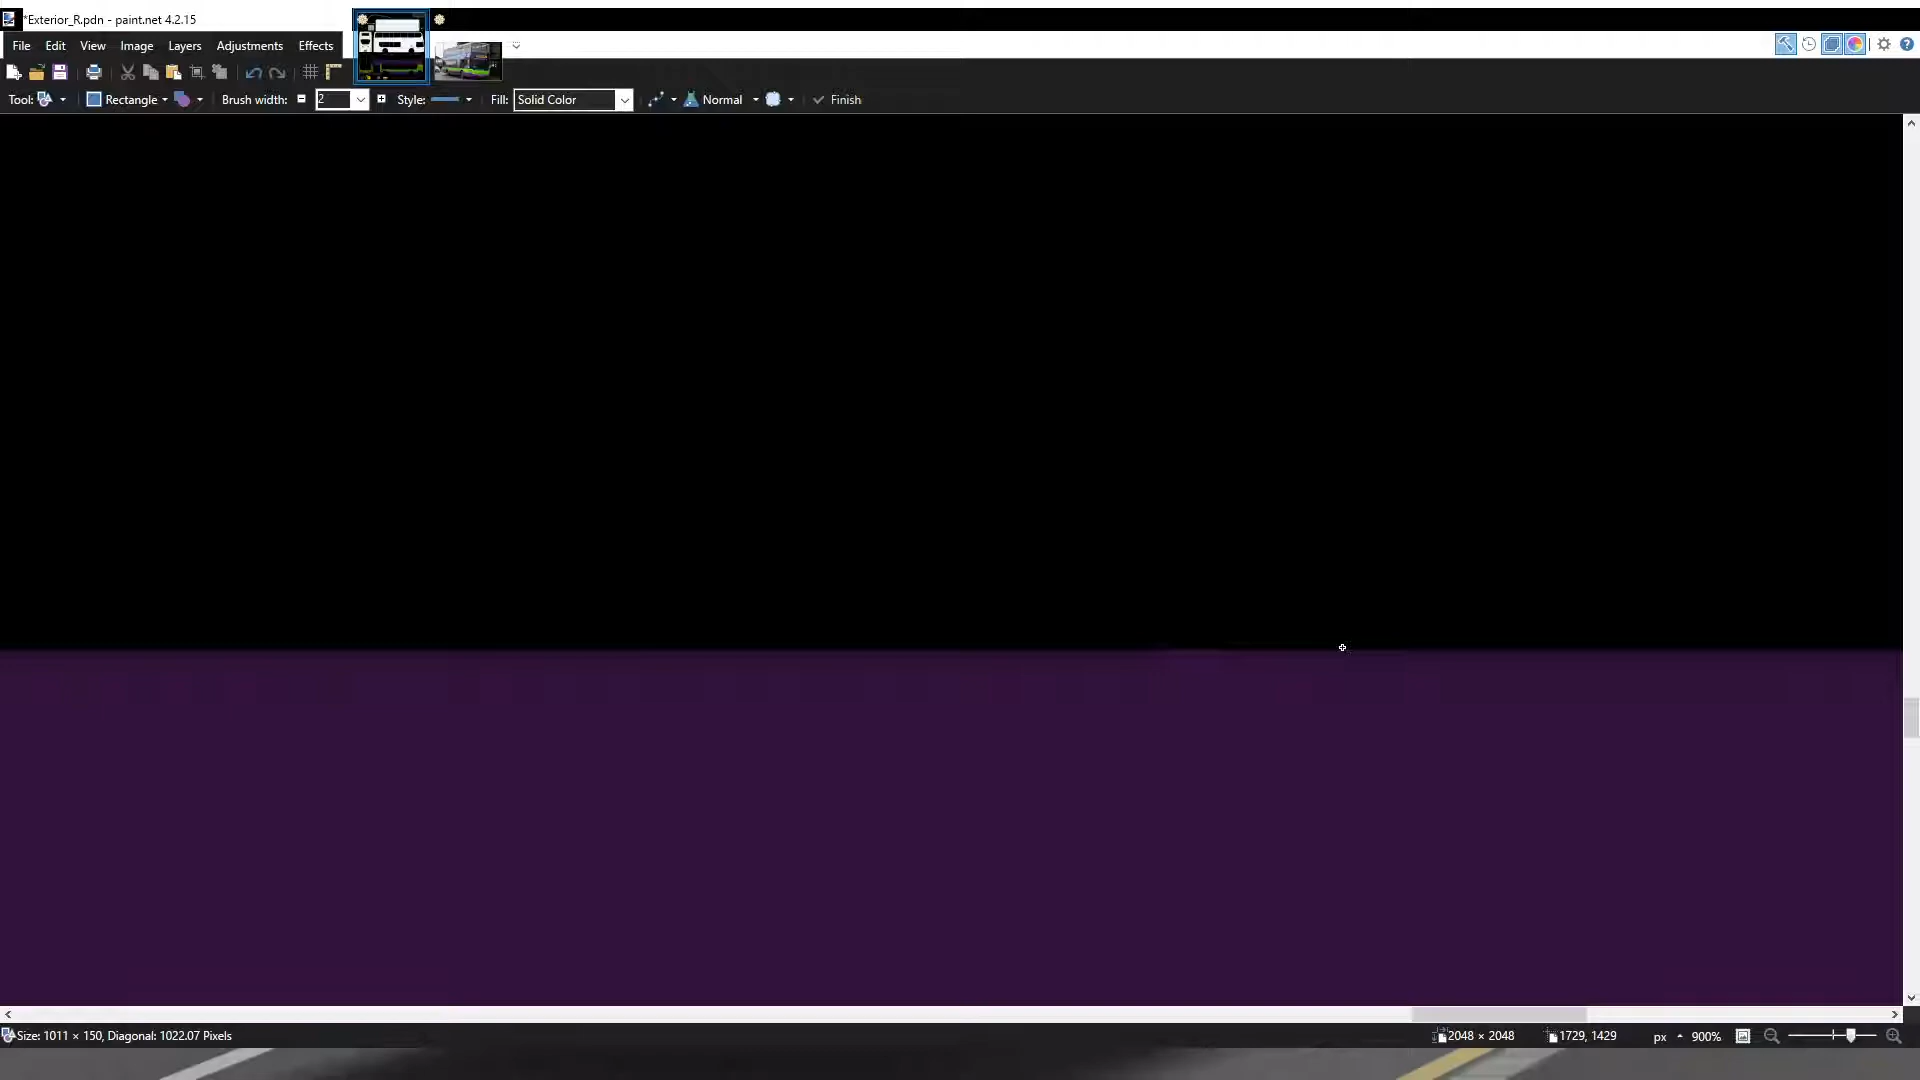 *Exterior_R.pdn - paint.net 4.2.15
File Edit View Image Layers Adjustments Effects
Tool: Rectangle Brush width: 2 Style: Fill: Solid Color Normal Finish
Size: 1011 × 150, Diagonal: 1022.07 Pixels 2048 × 2048 1729, 1429 px 900%